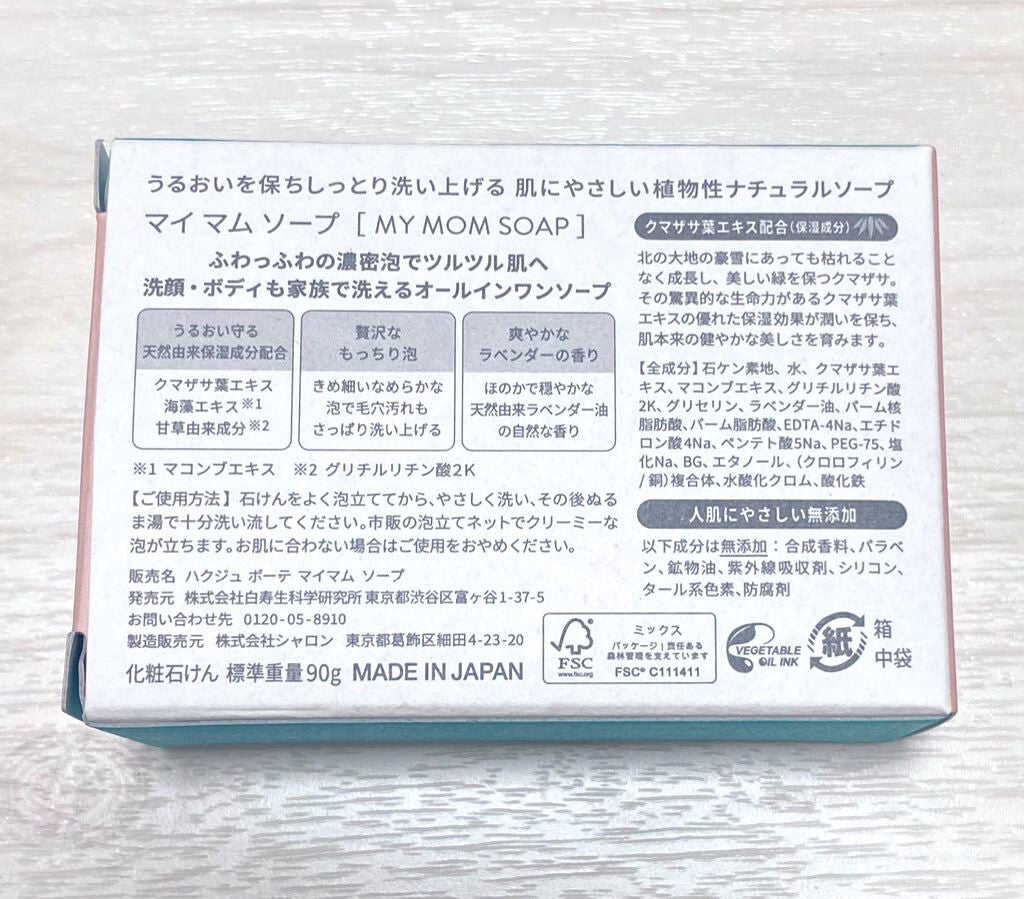 うるおいを保ちしっとり洗い上げる 肌にやさしい植物性ナチュラルソープ
マイ マム ソープ [ MY MOM SOAP ]
ふわっふわの濃密泡でツルツル肌へ
洗顔・ボディも家族で洗えるオールインワンソープ
うるおい守る
天然由来保湿成分配合
クマザサ葉エキス
海藻エキス※1
甘草由来成分※2
贅沢な
もっちり泡
きめ細いなめらかな
泡で毛穴汚れも
さっぱり洗い上げる
爽やかな
ラベンダーの香り
ほのかで穏やかな
天然由来ラベンダー油
の自然な香り
※1 マコンブエキス ※2 グリチルリチン酸2K
【ご使用方法】石けんをよく泡立ててから、やさしく洗い、その後ぬる
ま湯で十分洗い流してください。市販の泡立てネットでクリーミーな
泡が立ちます。お肌に合わない場合はご使用をおやめください。
販売名 ハクジュ ボーテ マイマム ソープ
発売元 株式会社白寿生科学研究所 東京都渋谷区富ヶ谷1-37-5
お問い合わせ先 0120-05-8910
製造販売元 株式会社シャロン 東京都葛飾区細田4-23-20
化粧石けん 標準重量90g MADE IN JAPAN
クマザサ葉エキス配合(保湿成分)
北の大地の豪雪にあっても枯れること
なく成長し、美しい緑を保つクマザサ。
その驚異的な生命力があるクマザサ葉
エキスの優れた保湿効果が潤いを保ち、
肌本来の健やかな美しさを育みます。
【全成分】石ケン素地、水、クマザサ葉エ
キス、マコンブエキス、グリチルリチン酸
2K、グリセリン、ラベンダー油、パーム核
脂肪酸、パーム脂肪酸、EDTA-4Na、エチド
ロン酸4Na、ペンテト酸5Na、PEG-75、塩
化Na、BG、エタノール、(クロロフィリン
/銅)複合体、水酸化クロム、酸化鉄
人肌にやさしい無添加
以下成分は無添加：合成香料、パラベ
ン、鉱物油、紫外線吸収剤、シリコン、
タール系色素、防腐剤
FSC
www.fsc.org
ミックス
パッケージ | 責任ある
森林管理を支えています
FSC® C111411
VEGETABLE
OIL INK
紙
箱
中袋